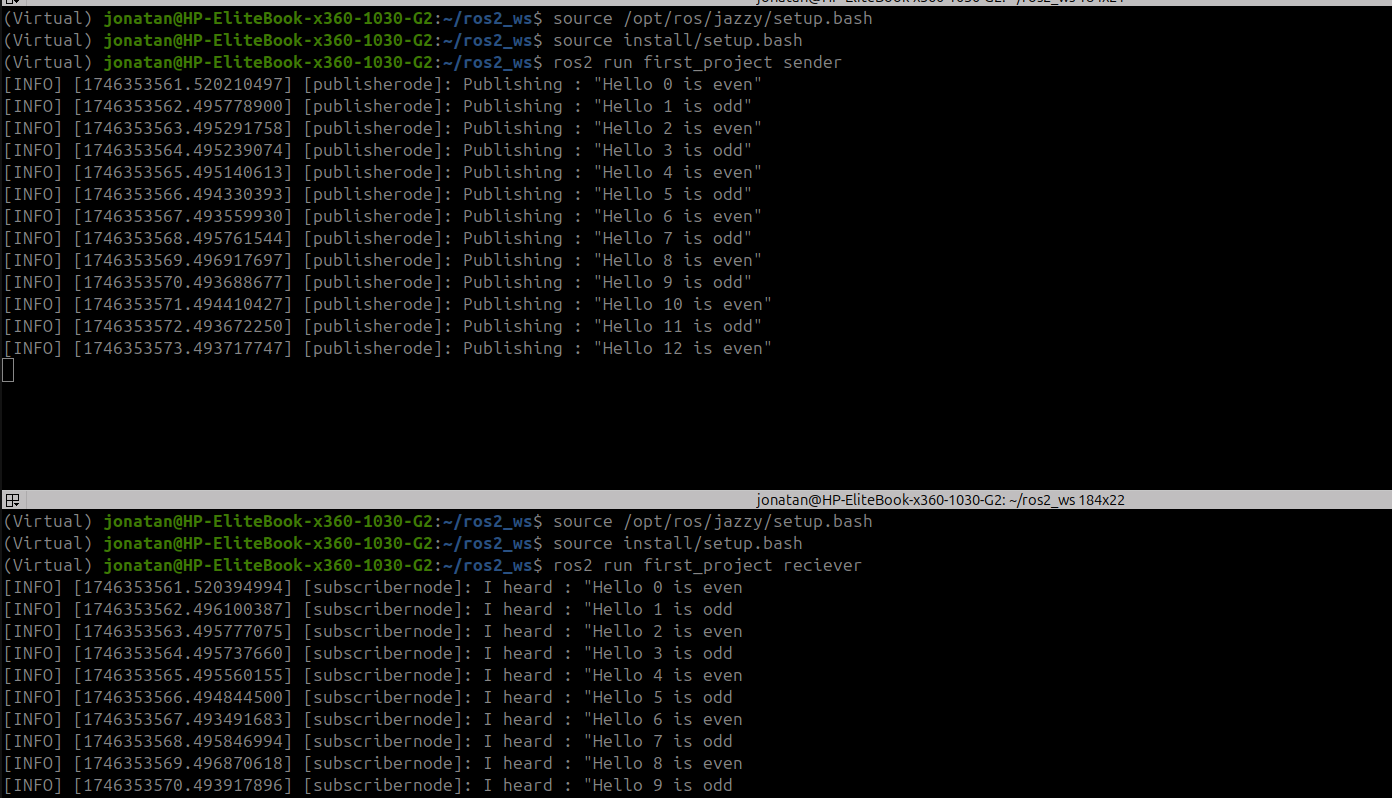 jonatan@HP-EliteBook-x360-1030-G2: ~/ros2_ws 184x21
(Virtual) jonatan@HP-EliteBook-x360-1030-G2:~/ros2_ws$ source /opt/ros/jazzy/setup.bash
(Virtual) jonatan@HP-EliteBook-x360-1030-G2:~/ros2_ws$ source install/setup.bash
(Virtual) jonatan@HP-EliteBook-x360-1030-G2:~/ros2_ws$ ros2 run first_project sender
[INFO] [1746353561.520210497] [publisherode]: Publishing : "Hello 0 is even"
[INFO] [1746353562.495778900] [publisherode]: Publishing : "Hello 1 is odd"
[INFO] [1746353563.495291758] [publisherode]: Publishing : "Hello 2 is even"
[INFO] [1746353564.495239074] [publisherode]: Publishing : "Hello 3 is odd"
[INFO] [1746353565.495140613] [publisherode]: Publishing : "Hello 4 is even"
[INFO] [1746353566.494330393] [publisherode]: Publishing : "Hello 5 is odd"
[INFO] [1746353567.493559930] [publisherode]: Publishing : "Hello 6 is even"
[INFO] [1746353568.495761544] [publisherode]: Publishing : "Hello 7 is odd"
[INFO] [1746353569.496917697] [publisherode]: Publishing : "Hello 8 is even"
[INFO] [1746353570.493688677] [publisherode]: Publishing : "Hello 9 is odd"
[INFO] [1746353571.494410427] [publisherode]: Publishing : "Hello 10 is even"
[INFO] [1746353572.493672250] [publisherode]: Publishing : "Hello 11 is odd"
[INFO] [1746353573.493717747] [publisherode]: Publishing : "Hello 12 is even"
jonatan@HP-EliteBook-x360-1030-G2: ~/ros2_ws 184x22
(Virtual) jonatan@HP-EliteBook-x360-1030-G2:~/ros2_ws$ source /opt/ros/jazzy/setup.bash
(Virtual) jonatan@HP-EliteBook-x360-1030-G2:~/ros2_ws$ source install/setup.bash
(Virtual) jonatan@HP-EliteBook-x360-1030-G2:~/ros2_ws$ ros2 run first_project reciever
[INFO] [1746353561.520394994] [subscribernode]: I heard : "Hello 0 is even
[INFO] [1746353562.496100387] [subscribernode]: I heard : "Hello 1 is odd
[INFO] [1746353563.495777075] [subscribernode]: I heard : "Hello 2 is even
[INFO] [1746353564.495737660] [subscribernode]: I heard : "Hello 3 is odd
[INFO] [1746353565.495560155] [subscribernode]: I heard : "Hello 4 is even
[INFO] [1746353566.494844500] [subscribernode]: I heard : "Hello 5 is odd
[INFO] [1746353567.493491683] [subscribernode]: I heard : "Hello 6 is even
[INFO] [1746353568.495846994] [subscribernode]: I heard : "Hello 7 is odd
[INFO] [1746353569.496870618] [subscribernode]: I heard : "Hello 8 is even
[INFO] [1746353570.493917896] [subscribernode]: I heard : "Hello 9 is odd